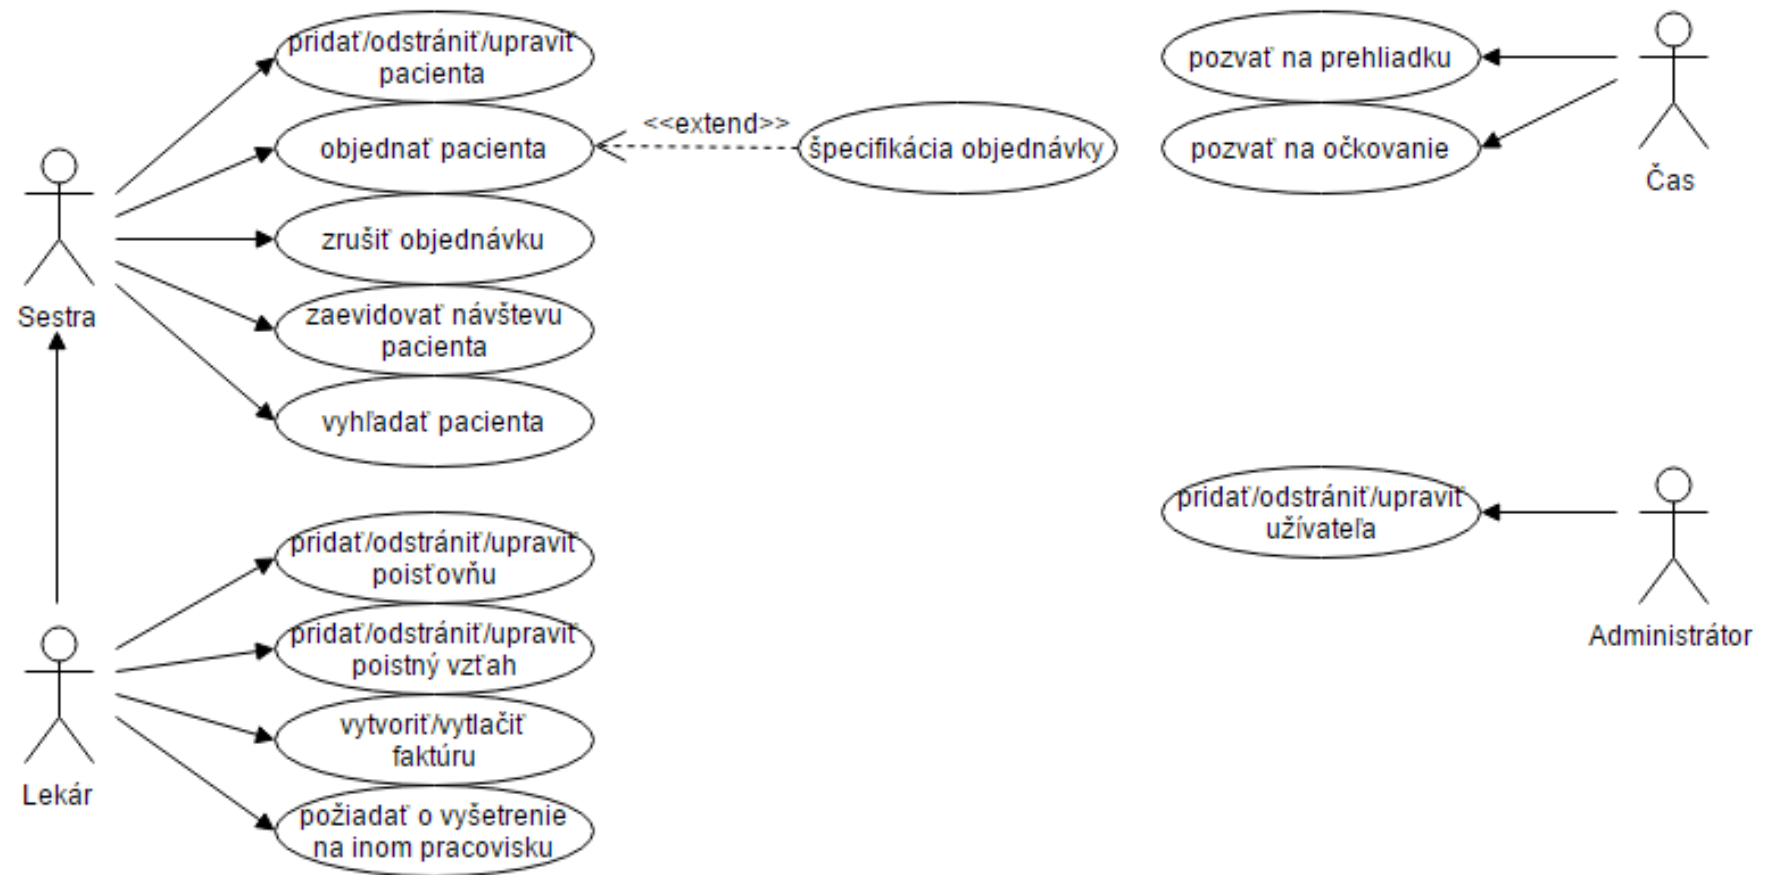 pridať/odstrániť/upraviť
pacienta
objednať pacienta
<<extend>>
špecifikácia objednávky
zrušiť objednávku
zaevidovať návštevu
pacienta
vyhľadať pacienta
Sestra
pridať/odstrániť/upraviť
poisťovňu
pridať/odstrániť/upraviť
poistný vzťah
vytvoriť/vytlačiť
faktúru
požiadať o vyšetrenie
na inom pracovisku
Lekár
pozvať na prehliadku
pozvať na očkovanie
Čas
pridať/odstrániť/upraviť
užívateľa
Administrátor